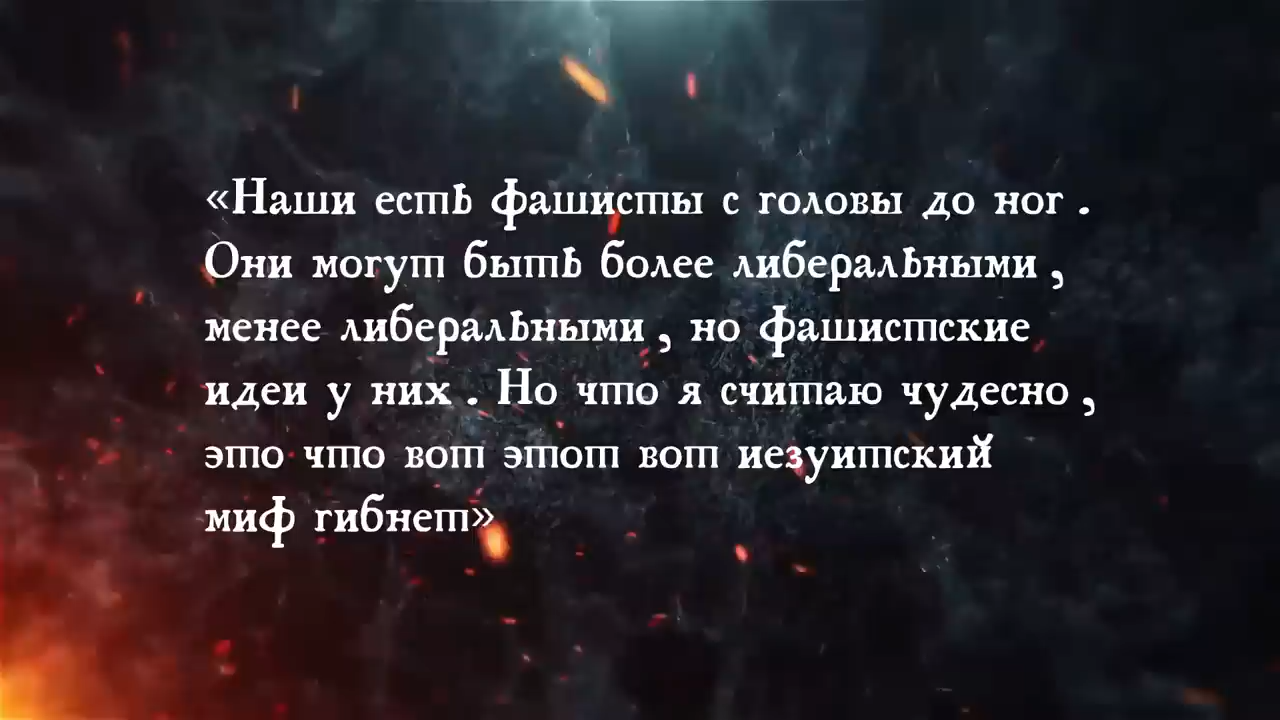 «Наши есть фашисты с головы до ног .
Они могут быть более либеральными ,
менее либеральными , но фашистские
идеи у них . Но что я считаю чудесно ,
это что вот этот вот иезуитский
миф гибнет»